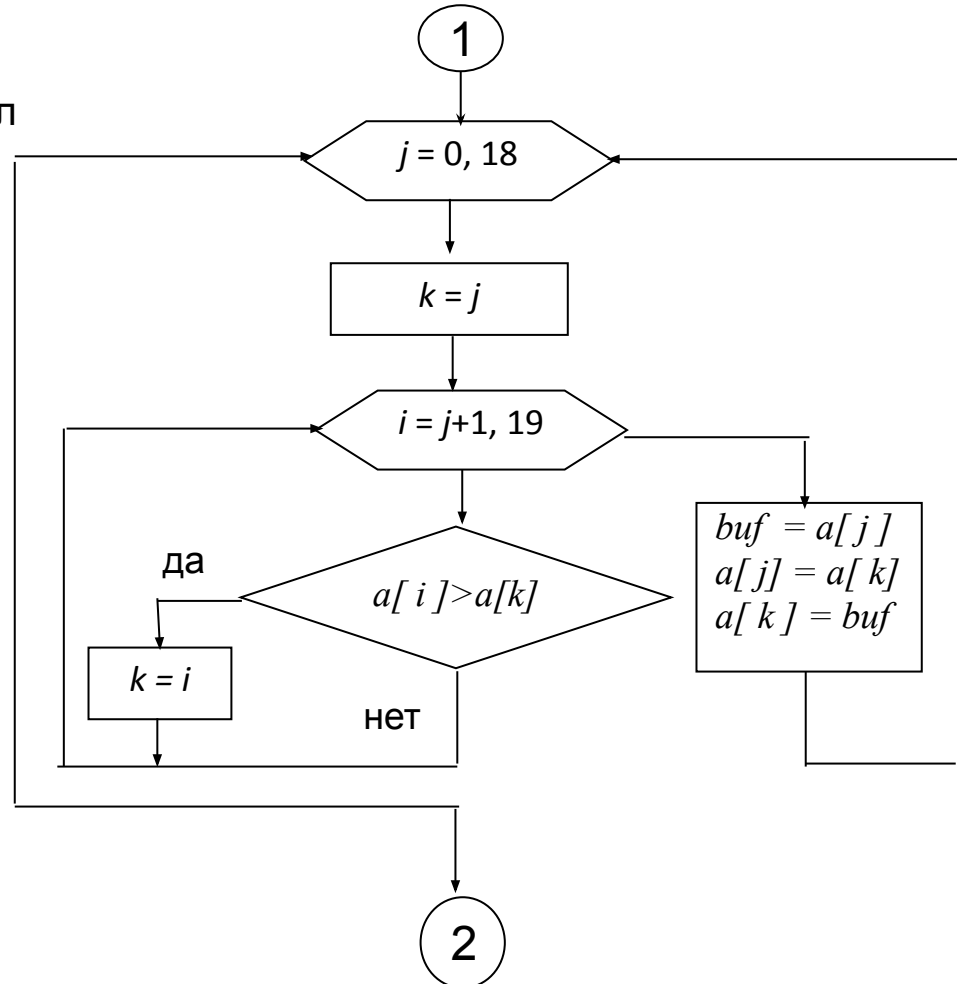 1
л
j = 0, 18
k = j
i = j+1, 19
buf = a[ j ]
a[ j] = a[ k]
a[ k ] = buf
да
a[ i ]>a[k]
k = i
нет
2